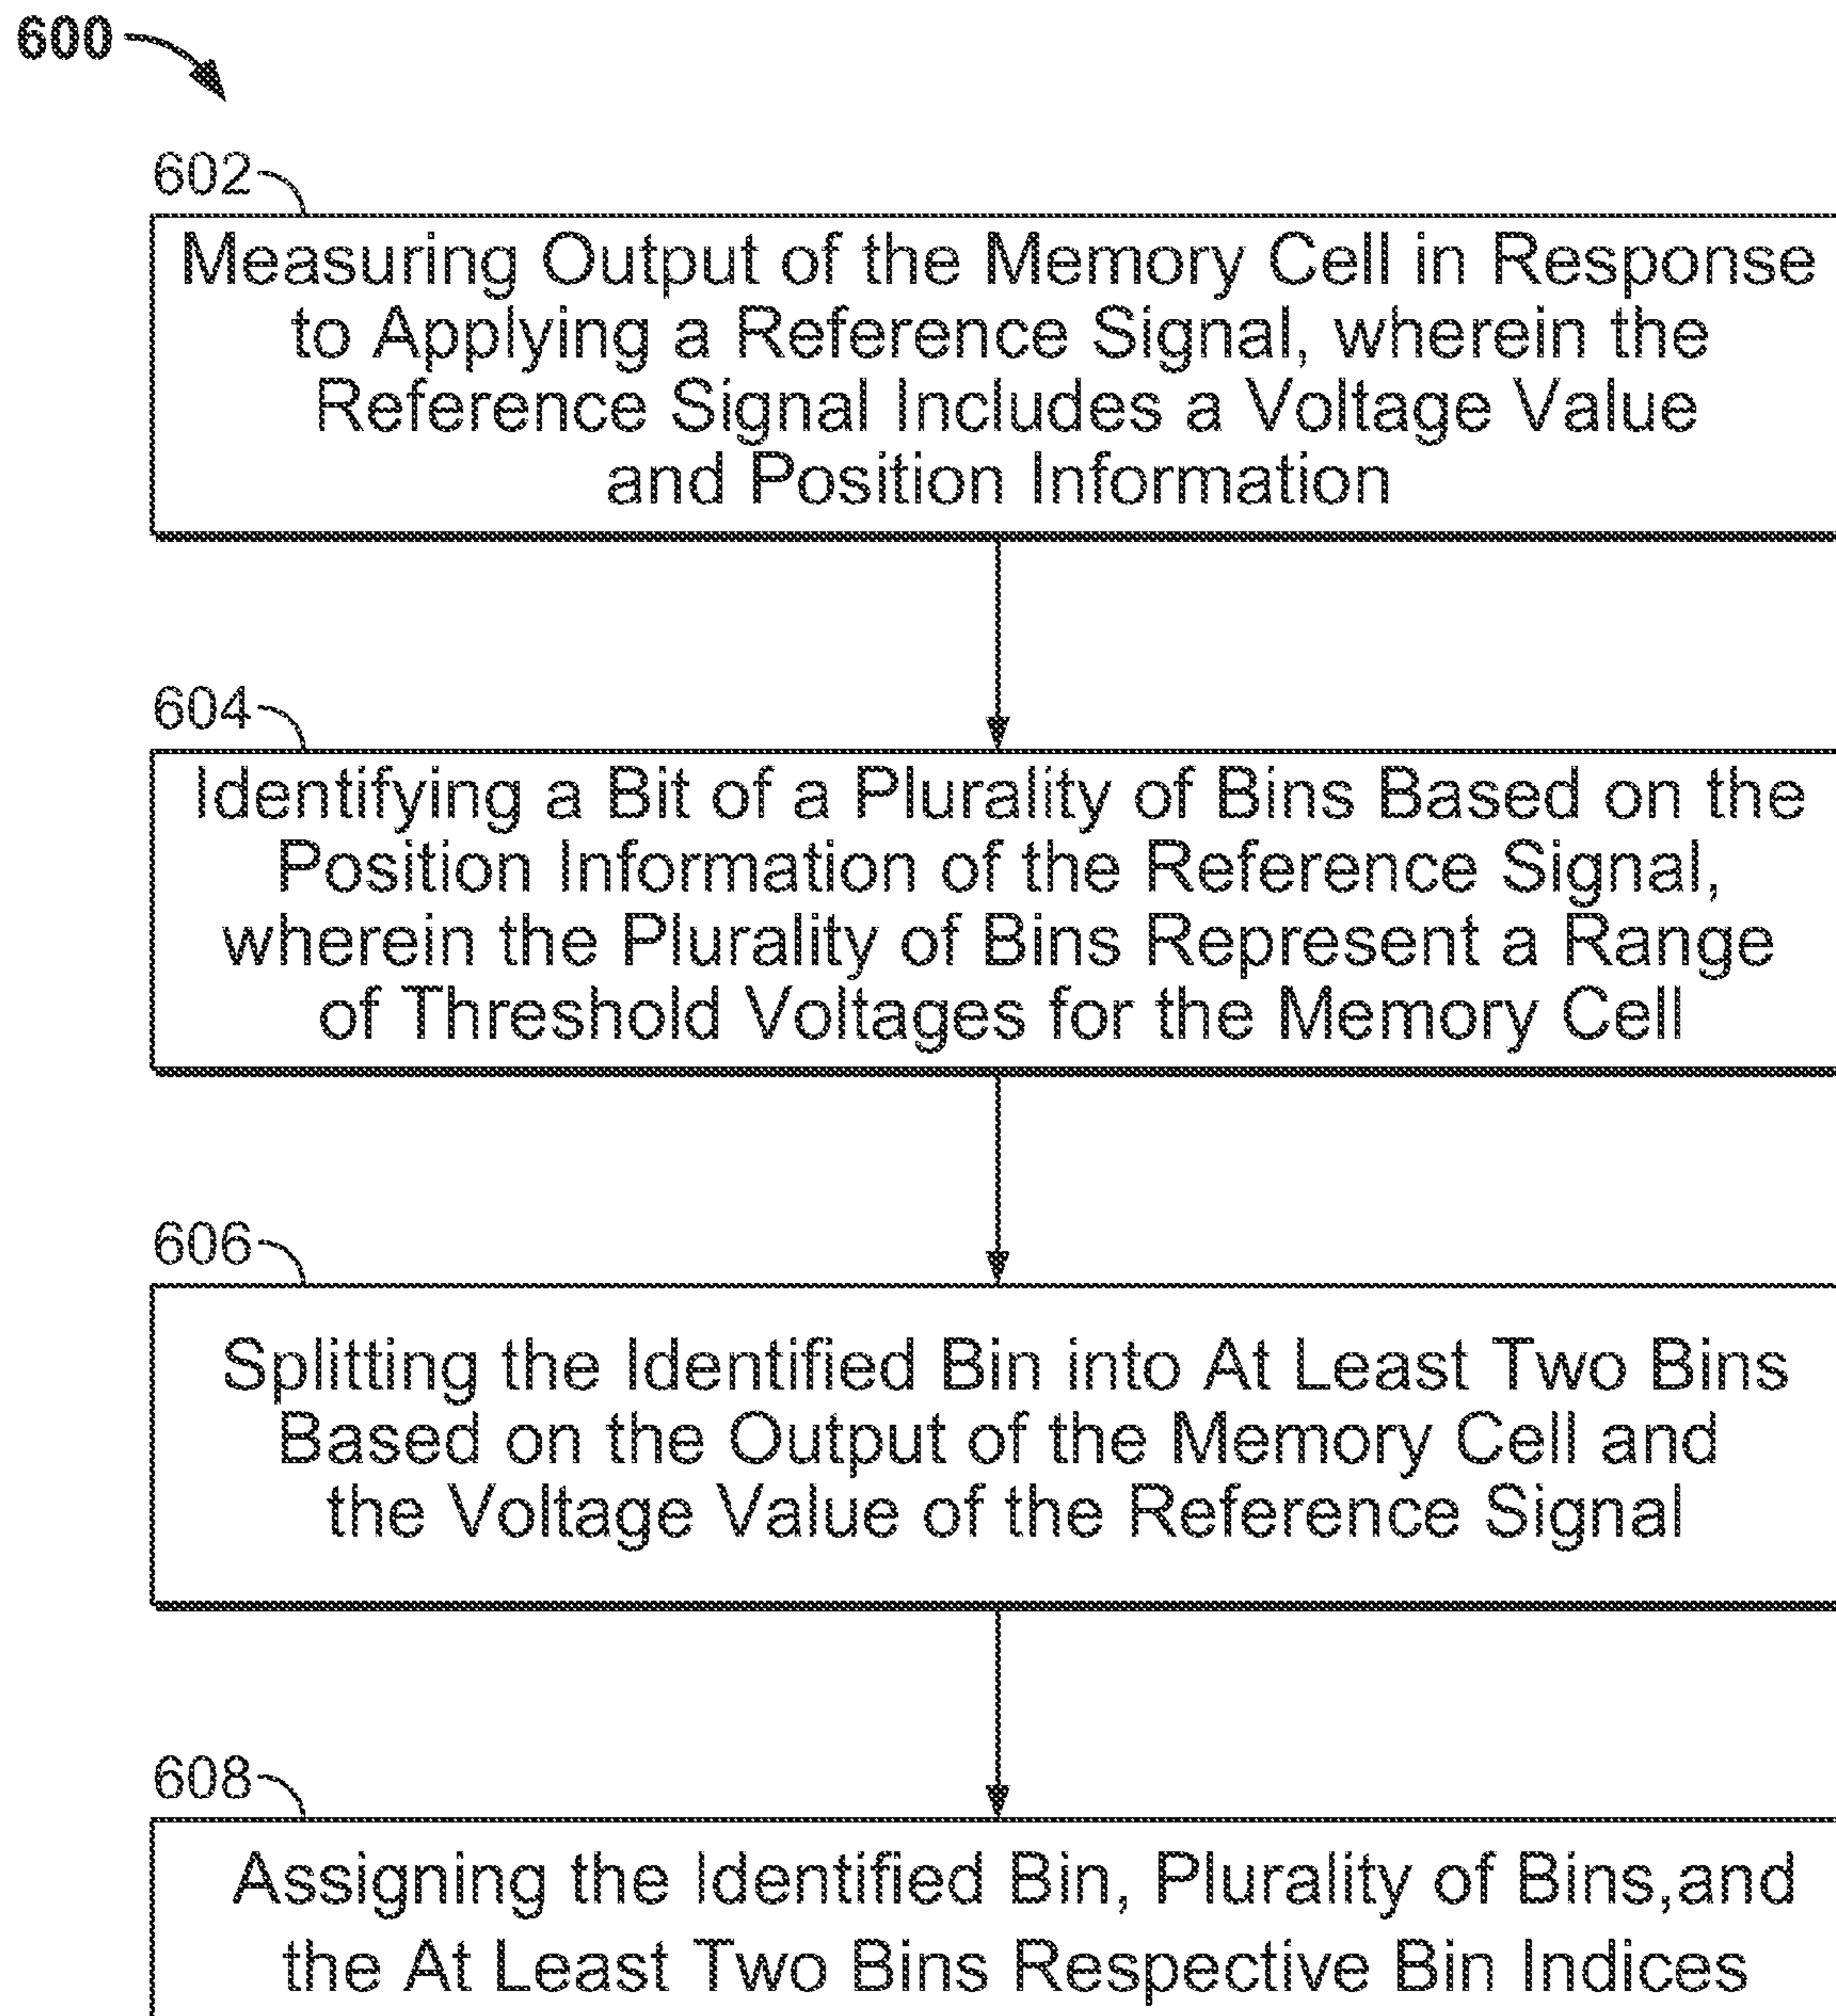 600
602
Measuring Output of the Memory Cell in Response
to Applying a Reference Signal, wherein the
Reference Signal Includes a Voltage Value
and Position Information
604
Identifying a Bit of a Plurality of Bins Based on the
Position Information of the Reference Signal,
wherein the Plurality of Bins Represent a Range
of Threshold Voltages for the Memory Cell
606
Splitting the Identified Bin into At Least Two Bins
Based on the Output of the Memory Cell and
the Voltage Value of the Reference Signal
608
Assigning the Identified Bin, Plurality of Bins,and
the At Least Two Bins Respective Bin Indices